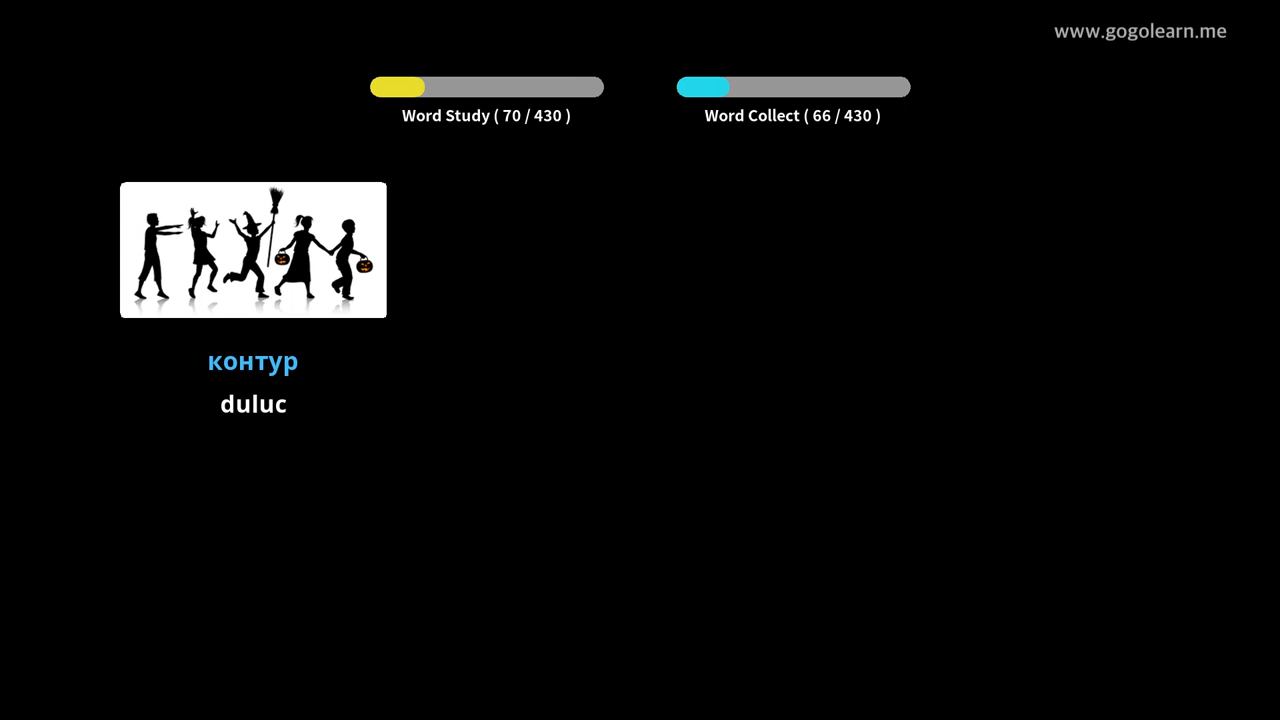 www.gogolearn.me
Word Study ( 70 / 430 )
Word Collect ( 66 / 430 )
контур
duluc